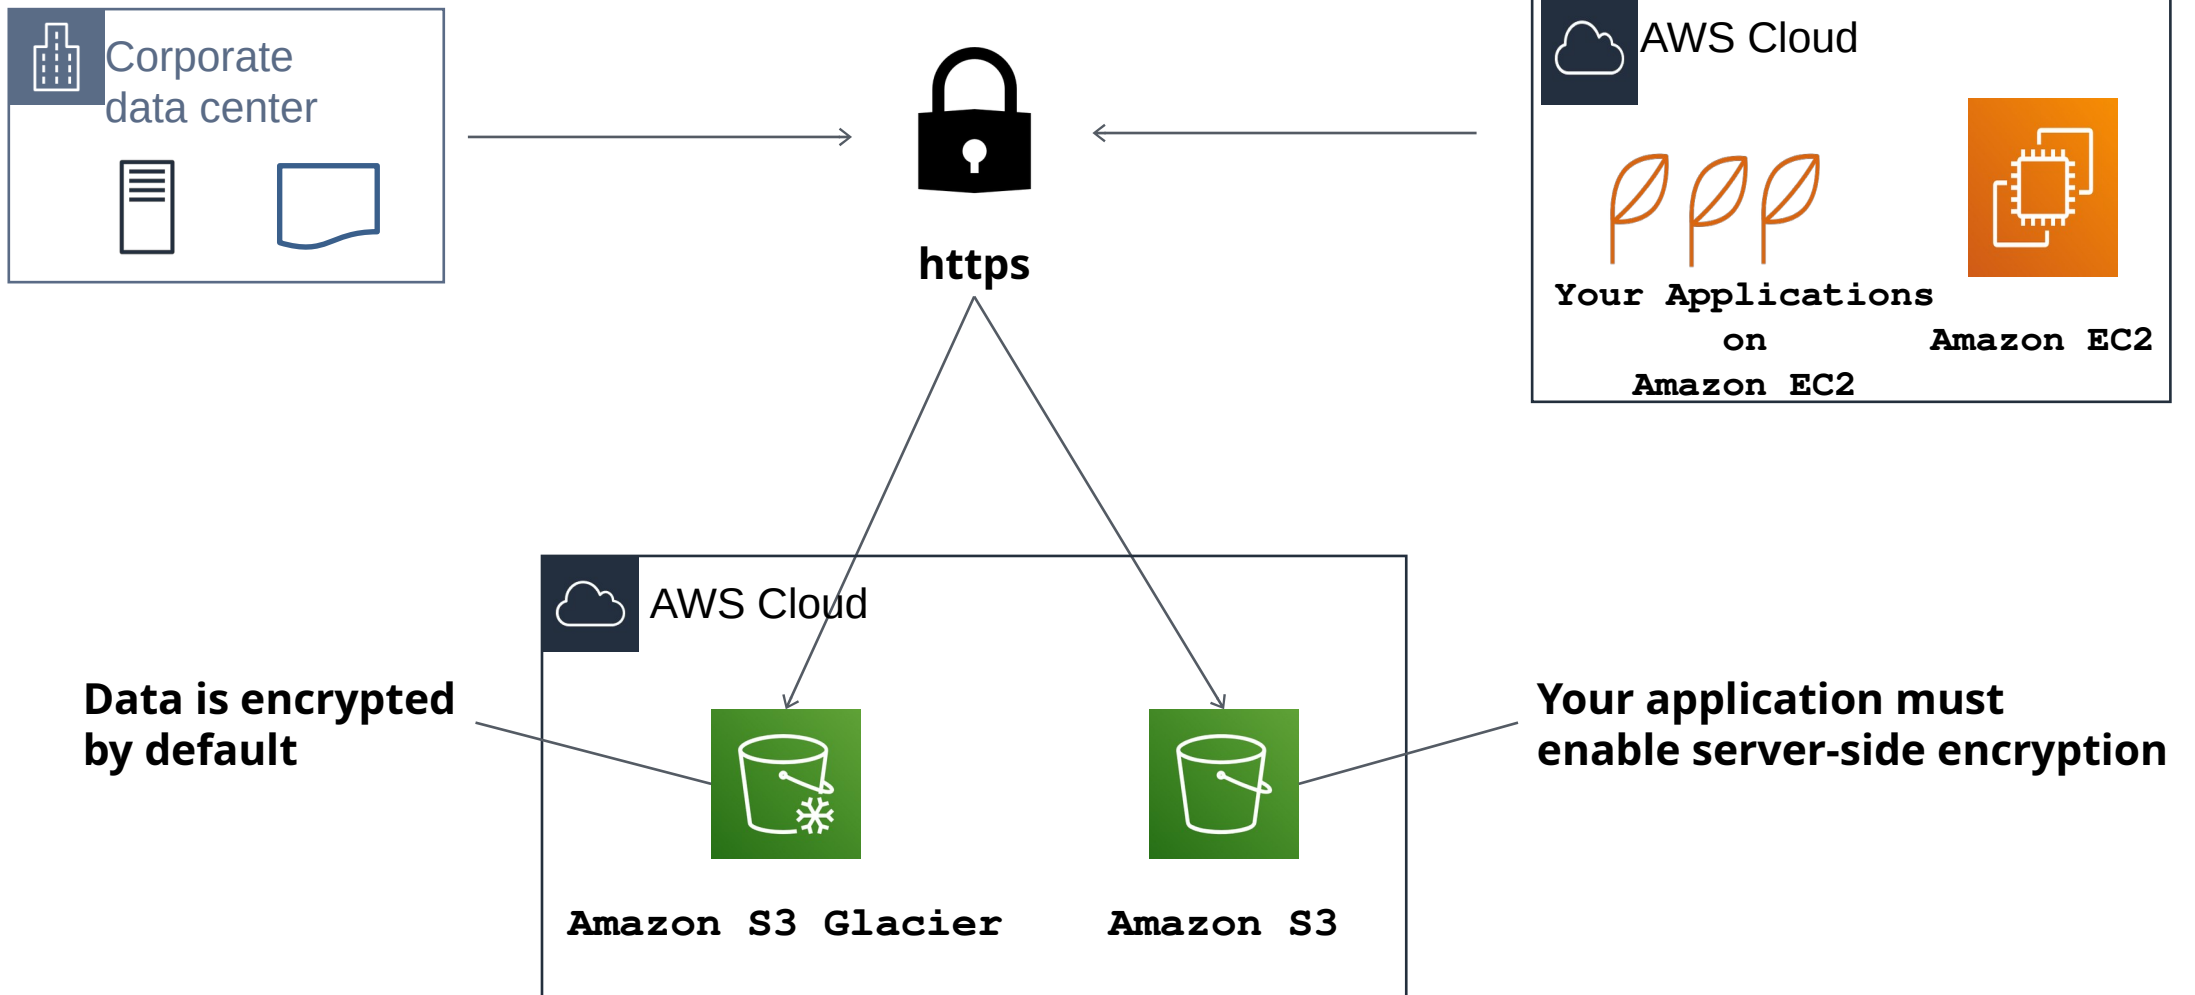 Corporate
data center
https
AWS Cloud
Your Applications
on
Amazon EC2
Amazon EC2
AWS Cloud
Data is encrypted
by default
Your application must
enable server-side encryption
Amazon S3 Glacier
Amazon S3